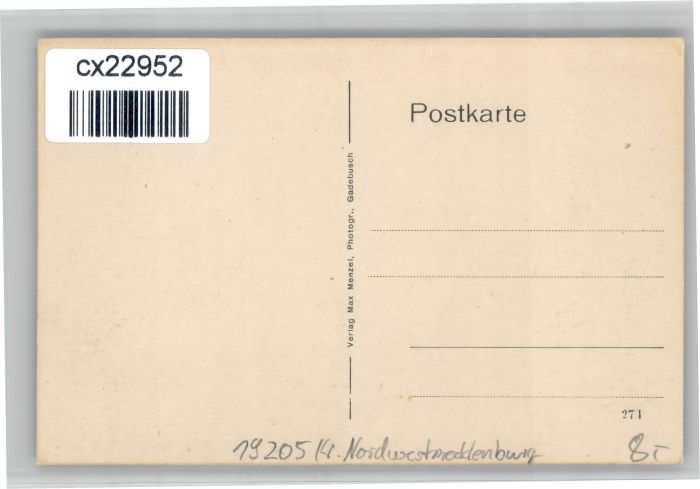 cx22952
Postkarte
Verlag Max Menzel, Photogr., Gadebusch
271
19205 Kr. Nordwestmecklenburg 8,-